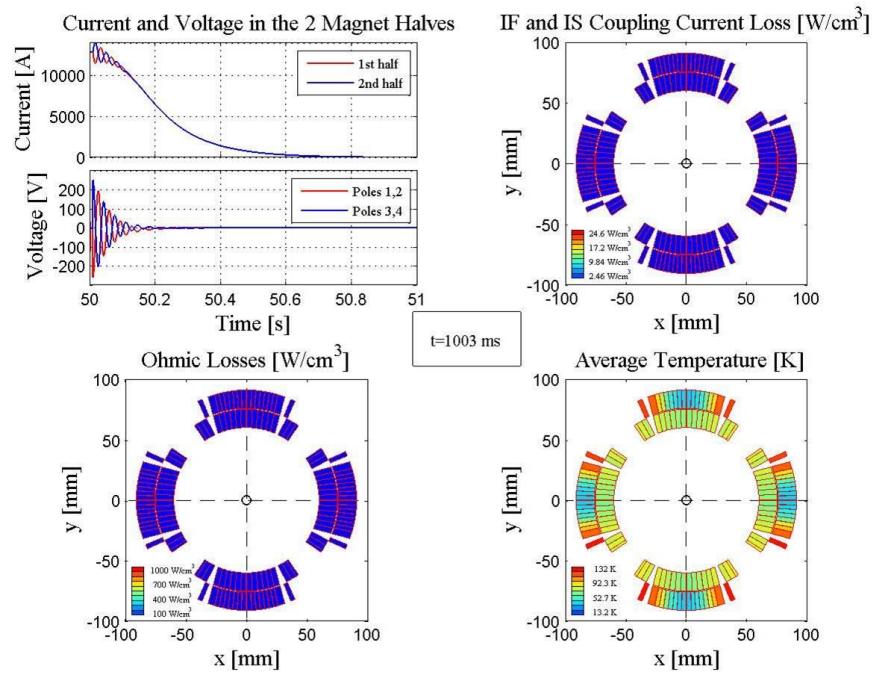 Current and Voltage in the 2 Magnet Halves
Current [A]
10000
5000
0
1st half
2nd half
Voltage [V]
200
100
0
-100
-200
Poles 1,2
Poles 3,4
50 50.2 50.4 50.6 50.8 51
Time [s]
IF and IS Coupling Current Loss [W/cm³]
y [mm]
100
50
0
-50
-100
24.6 W/cm³
17.2 W/cm³
9.84 W/cm³
2.46 W/cm³
-100 -50 0 50 100
x [mm]
t=1003 ms
Ohmic Losses [W/cm³]
y [mm]
100
50
0
-50
-100
1000 W/cm³
700 W/cm³
400 W/cm³
100 W/cm³
-100 -50 0 50 100
x [mm]
Average Temperature [K]
y [mm]
100
50
0
-50
-100
132 K
92.3 K
52.7 K
13.2 K
-100 -50 0 50 100
x [mm]